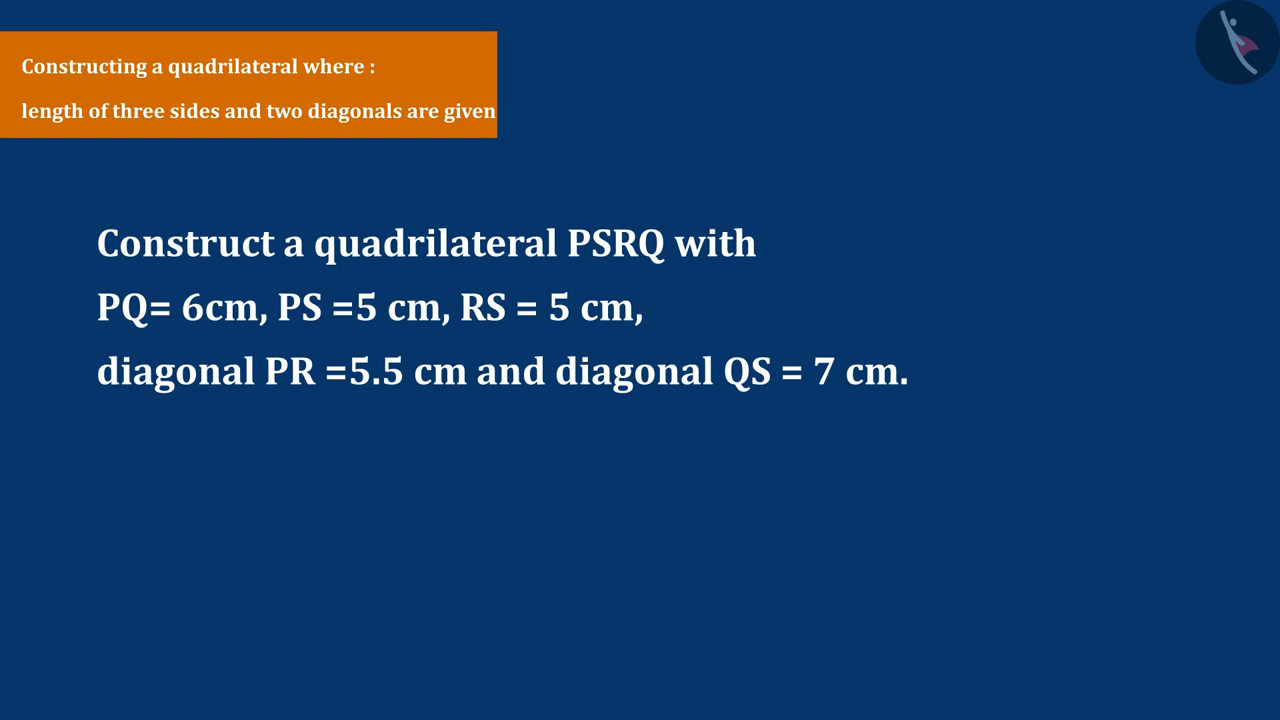 Constructing a quadrilateral where :
length of three sides and two diagonals are given
Construct a quadrilateral PSRQ with
PQ= 6cm, PS =5 cm, RS = 5 cm,
diagonal PR =5.5 cm and diagonal QS = 7 cm.